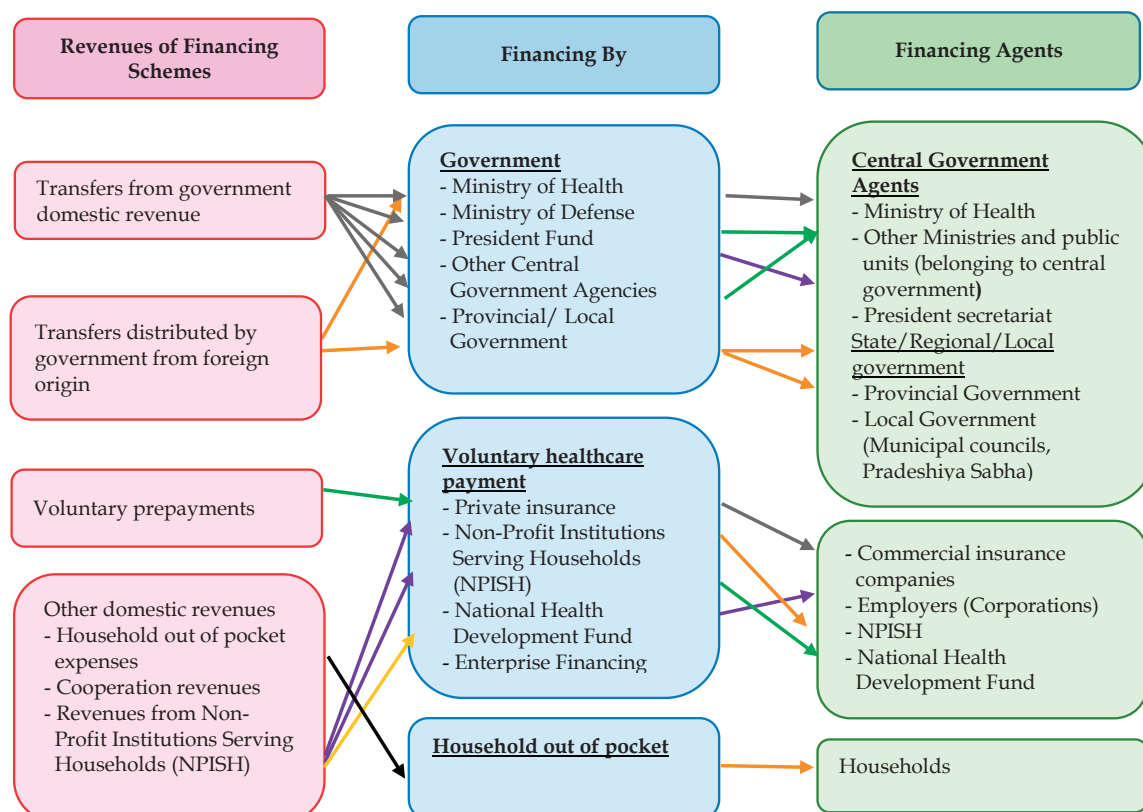 Revenues of Financing
Schemes
Financing By
Financing Agents
Transfers from government
domestic revenue
Transfers distributed by
government from foreign
origin
Voluntary prepayments
Other domestic revenues
- Household out of pocket
expenses
- Cooperation revenues
- Revenues from Non-
Profit Institutions Serving
Households (NPISH)
Government
- Ministry of Health
- Ministry of Defense
- President Fund
- Other Central
Government Agencies
- Provincial/ Local
Government
Voluntary healthcare
payment
- Private insurance
- Non-Profit Institutions
Serving Households
(NPISH)
- National Health
Development Fund
- Enterprise Financing
Household out of pocket
Central Government
Agents
- Ministry of Health
- Other Ministries and public
units (belonging to central
government)
- President secretariat
State/Regional/Local
government
- Provincial Government
- Local Government
(Municipal councils,
Pradeshiya Sabha)
- Commercial insurance
companies
- Employers (Corporations)
- NPISH
- National Health
Development Fund
Households